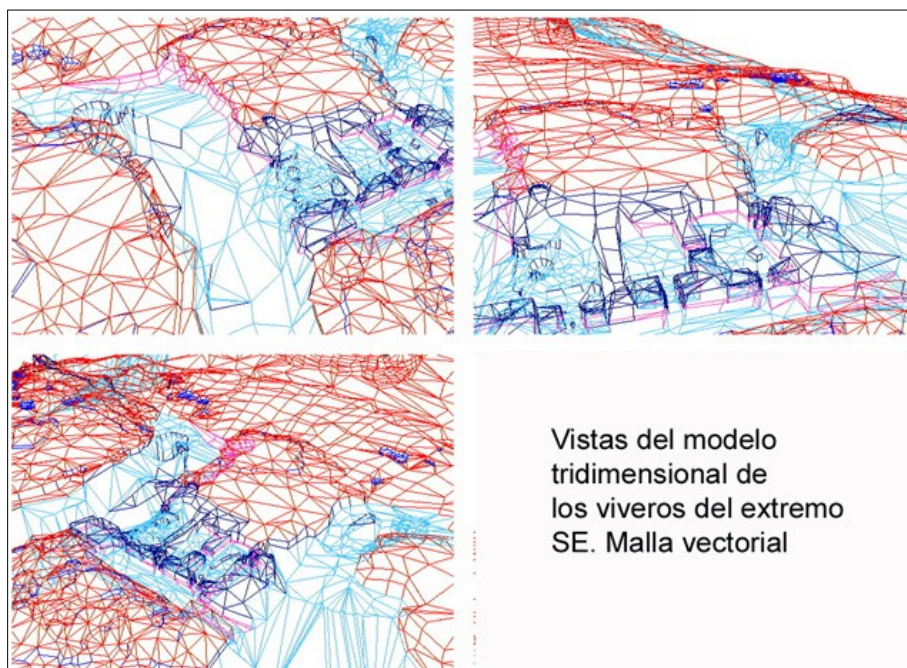 Vistas del modelo
tridimensional de
los viveros del extremo
SE. Malla vectorial